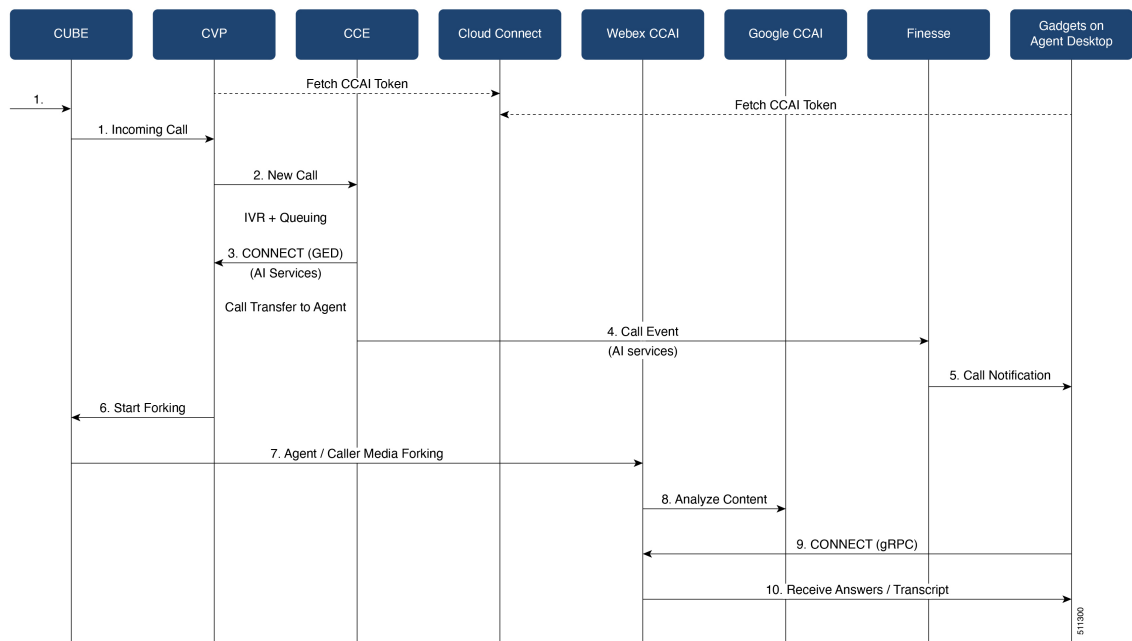 CUBE
CVP
CCE
Cloud Connect
Webex CCAI
Google CCAI
Finesse
Gadgets on
Agent Desktop
Fetch CCAI Token
1.
Fetch CCAI Token
1. Incoming Call
2. New Call
IVR + Queuing
3. CONNECT (GED)
(AI Services)
Call Transfer to Agent
4. Call Event
(AI services)
5. Call Notification
6. Start Forking
7. Agent / Caller Media Forking
8. Analyze Content
9. CONNECT (gRPC)
10. Receive Answers / Transcript
511300